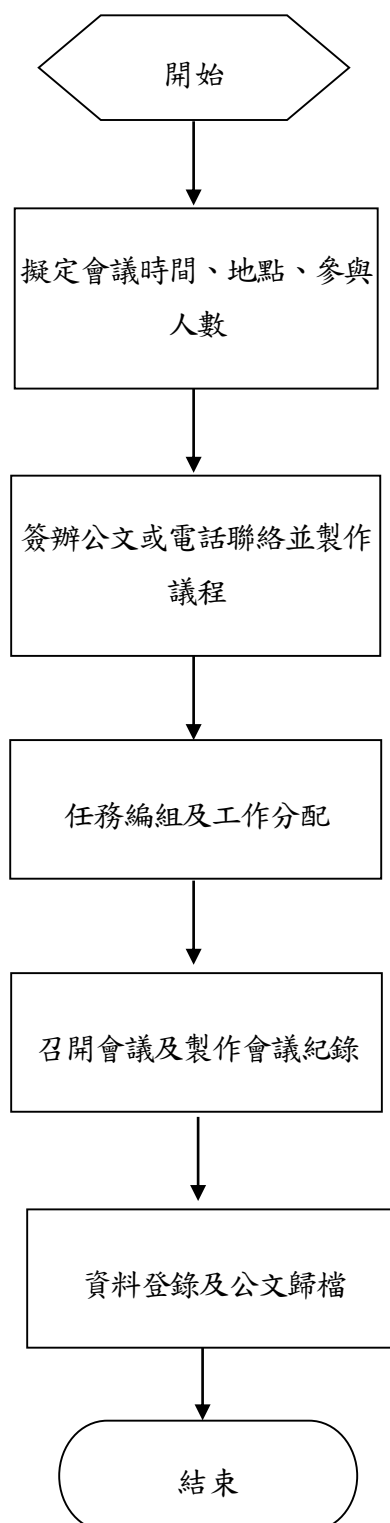 開始
擬定會議時間、地點、參與
人數
簽辦公文或電話聯絡並製作
議程
任務編組及工作分配
召開會議及製作會議紀錄
資料登錄及公文歸檔
結束